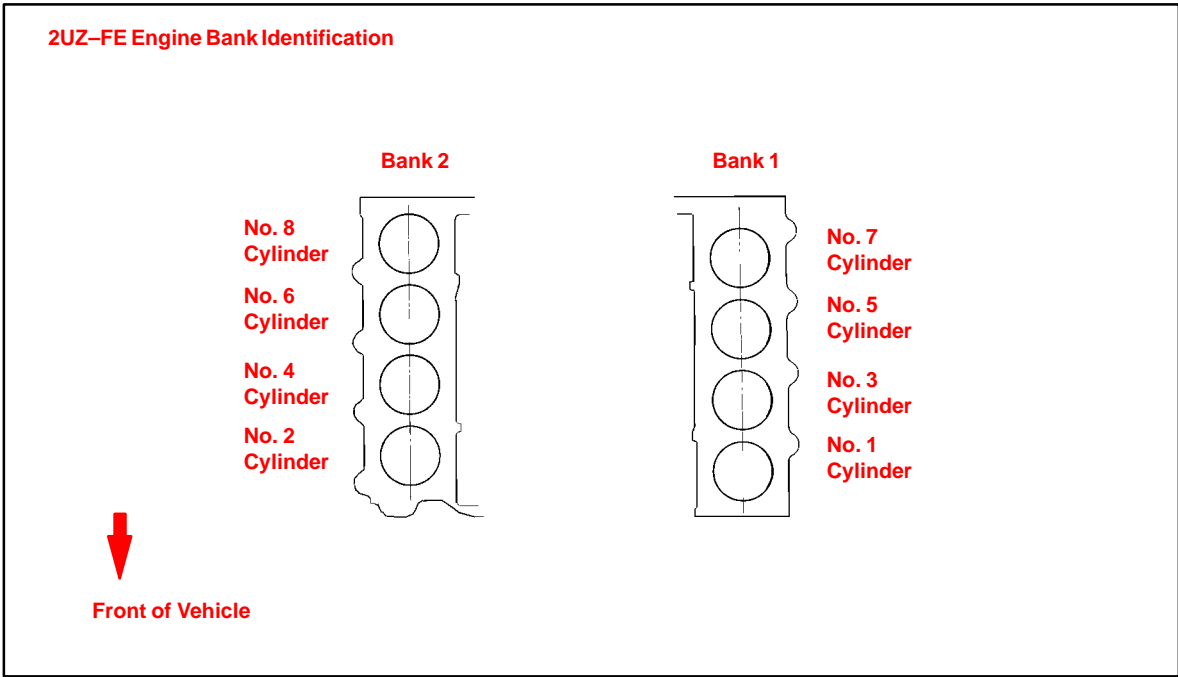 2UZ–FE Engine Bank Identification
Bank 2
Bank 1
No. 8
Cylinder
No. 6
Cylinder
No. 4
Cylinder
No. 2
Cylinder
No. 7
Cylinder
No. 5
Cylinder
No. 3
Cylinder
No. 1
Cylinder
Front of Vehicle